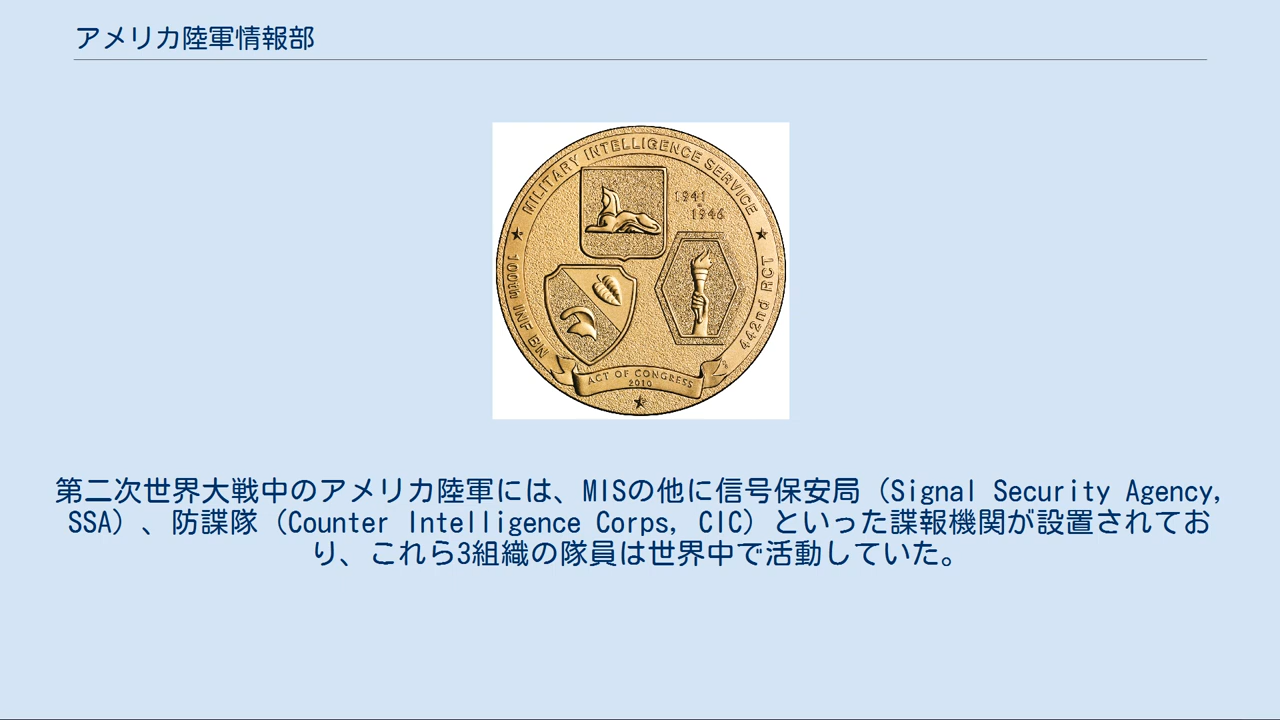 アメリカ陸軍情報部
MILITARY INTELLIGENCE SERVICE
1941
1946
100th INF BN
442nd RCT
ACT OF CONGRESS
2010
第二次世界大戦中のアメリカ陸軍には、MISの他に信号保安局（Signal Security Agency,
SSA）、防諜隊（Counter Intelligence Corps, CIC）といった諜報機関が設置されてお
り、これら3組織の隊員は世界中で活動していた。